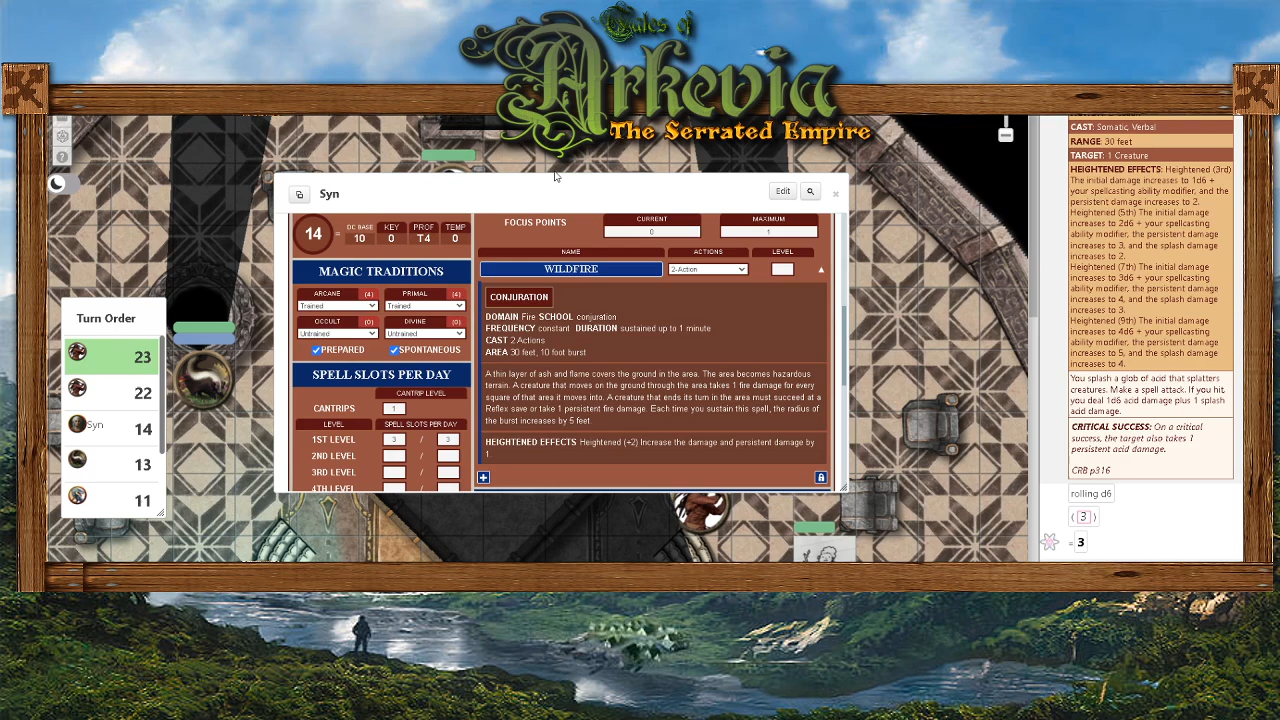 Tales of
Arkevia
The Serrated Empire
Syn
Edit
14 =
DC BASE
10
KEY
0
PROF
T4
TEMP
0
MAGIC TRADITIONS
ARCANE (4)
Trained
PRIMAL (4)
Trained
OCCULT (0)
Untrained
DIVINE (0)
Untrained
PREPARED
SPONTANEOUS
SPELL SLOTS PER DAY
CANTRIP LEVEL
CANTRIPS 1
LEVEL SPELL SLOTS PER DAY
1ST LEVEL 3 / 3
2ND LEVEL /
3RD LEVEL /
4TH LEVEL /
FOCUS POINTS
CURRENT
0
MAXIMUM
1
NAME ACTIONS LEVEL
WILDFIRE 2-Action
CONJURATION
DOMAIN Fire SCHOOL conjuration
FREQUENCY constant DURATION sustained up to 1 minute
CAST 2 Actions
AREA 30 feet, 10 foot burst
A thin layer of ash and flame covers the ground in the area. The area becomes hazardous
terrain. A creature that moves on the ground through the area takes 1 fire damage for every
square of that area it moves into. A creature that ends its turn in the area must succeed at a
Reflex save or take 1 persistent fire damage. Each time you sustain this spell, the radius of
the burst increases by 5 feet.
HEIGHTENED EFFECTS Heightened (+2) Increase the damage and persistent damage by
1.
Turn Order
23
22
Syn 14
13
11
CAST: Somatic, Verbal
RANGE: 30 feet
TARGET: 1 Creature
HEIGHTENED EFFECTS: Heightened (3rd)
The initial damage increases to 1d6 +
your spellcasting ability modifier, and the
persistent damage increases to 2.
Heightened (5th) The initial damage
increases to 2d6 + your spellcasting
ability modifier, the persistent damage
increases to 3, and the splash damage
increases to 2.
Heightened (7th) The initial damage
increases to 3d6 + your spellcasting
ability modifier, the persistent damage
increases to 4, and the splash damage
increases to 3.
Heightened (9th) The initial damage
increases to 4d6 + your spellcasting
ability modifier, the persistent damage
increases to 5, and the splash damage
increases to 4.
You splash a glob of acid that splatters
creatures. Make a spell attack. If you hit,
you deal 1d6 acid damage plus 1 splash
acid damage.
CRITICAL SUCCESS: On a critical
success, the target also takes 1
persistent acid damage.
CRB p316
rolling d6
(3)
=3